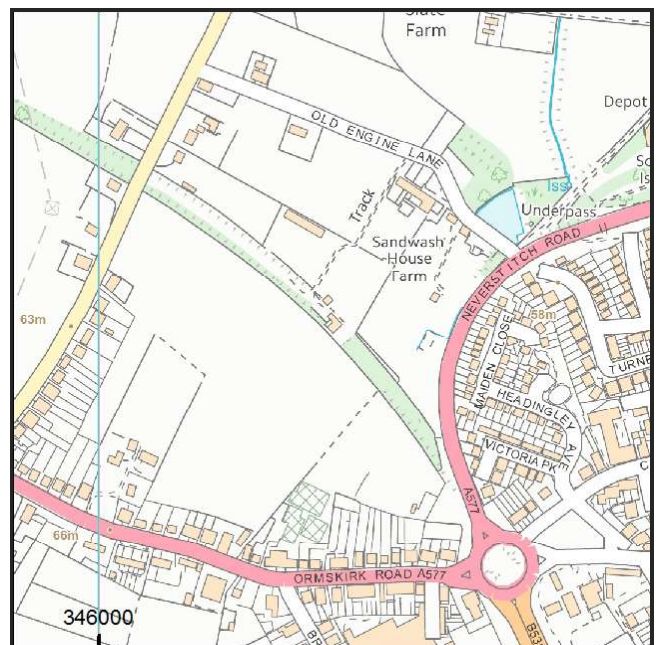 Farm
Depot
OLD ENGINE LANE
Iss
Underpass
Track
Sandwash
House
Farm
NEVERSTITCH ROAD
63m
58m
MAIDEN CLOSE
TURNE
HEADINGLEY AVE
VICTORIA PK
A577
66m
ORMSKIRK ROAD A577
346000